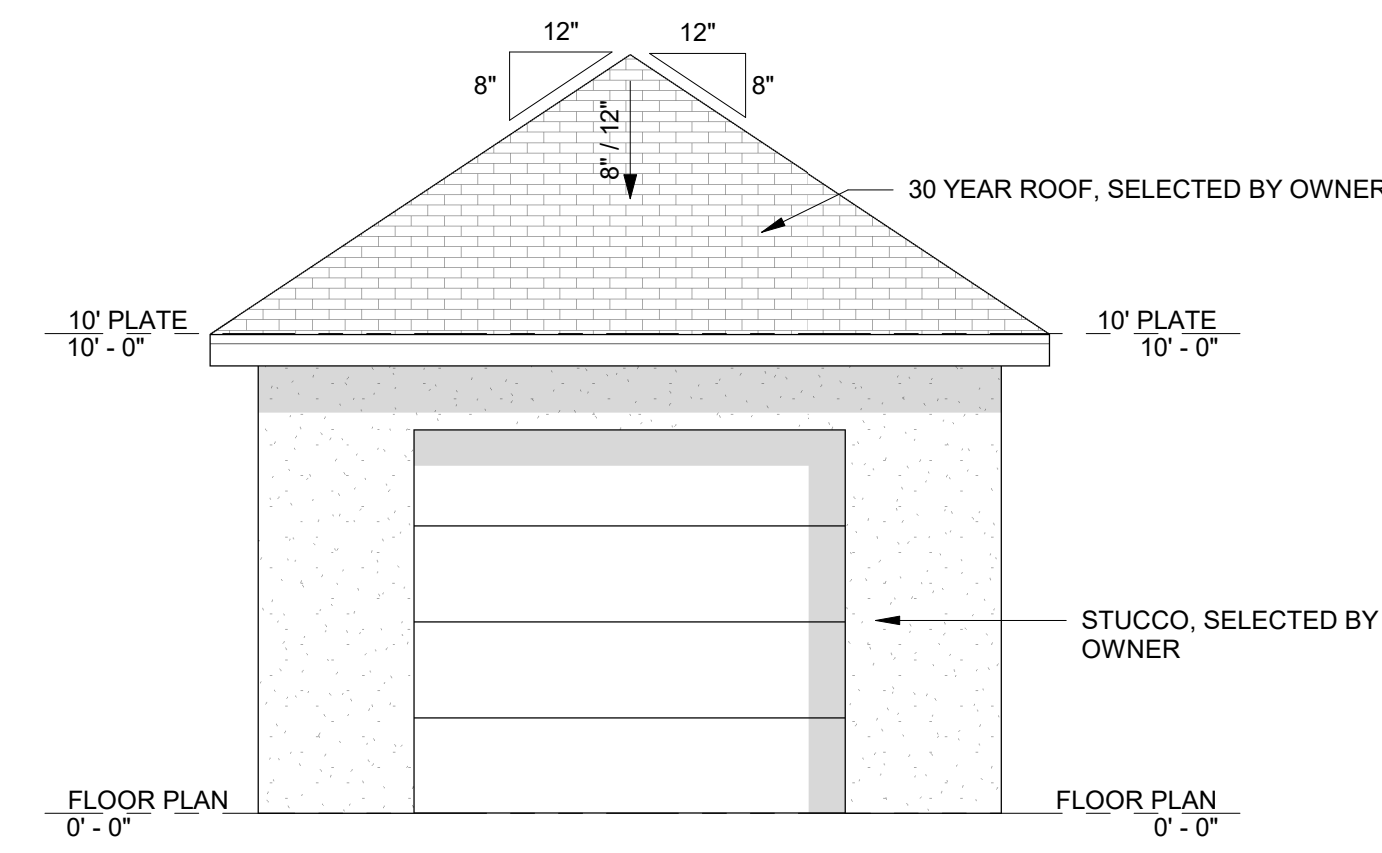 12"
12"
8"
8"
8" / 12"
30 YEAR ROOF, SELECTED BY OWNER
10' PLATE
10' - 0"
10' PLATE
10' - 0"
STUCCO, SELECTED BY
OWNER
FLOOR PLAN
0' - 0"
FLOOR PLAN
0' - 0"